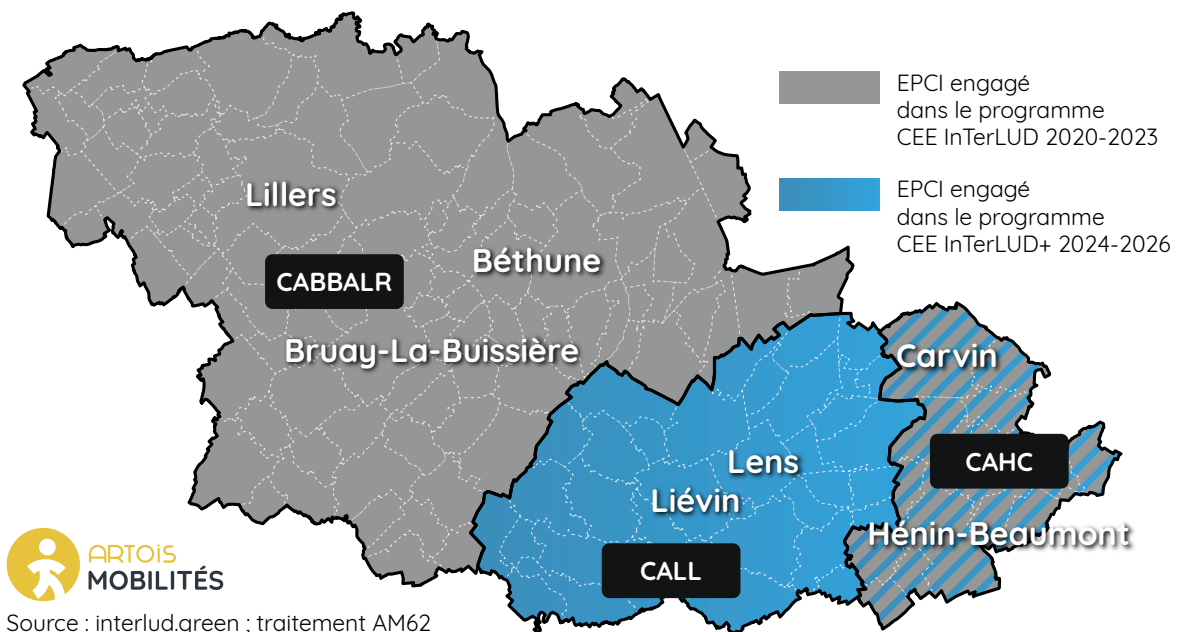 EPCI engagé
dans le programme
CEE InTerLUD 2020-2023
EPCI engagé
dans le programme
CEE InTerLUD+ 2024-2026
Lillers
Béthune
CABBALR
Bruay-La-Buissière
Carvin
Lens
CAHC
Liévin
Hénin-Beaumont
CALL
ARTOIS
MOBILITÉS
Source : interlud.green ; traitement AM62